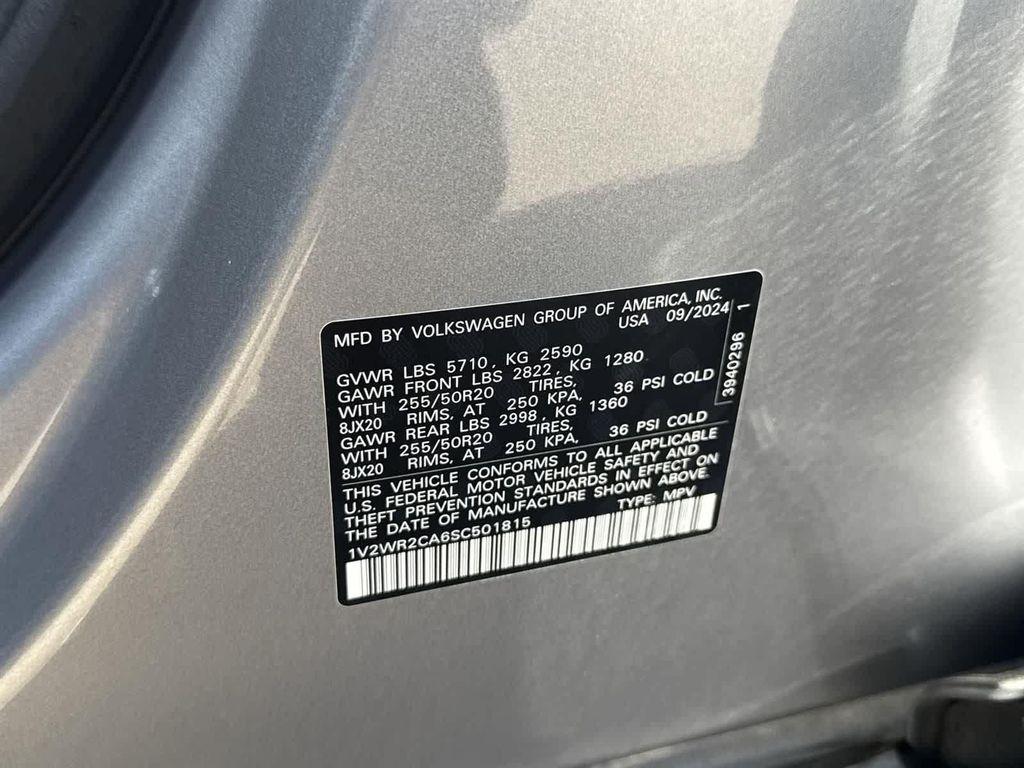 MFD BY VOLKSWAGEN GROUP OF AMERICA, INC.
USA 09/2024
GVWR LBS 5710, KG 2590
GAWR FRONT LBS 2822, KG 1280
WITH 255/50R20 TIRES,
8JX20 RIMS, AT 250 KPA, 36 PSI COLD
GAWR REAR LBS 2998, KG 1360
WITH 255/50R20 TIRES,
8JX20 RIMS, AT 250 KPA, 36 PSI COLD
THIS VEHICLE CONFORMS TO ALL APPLICABLE
U.S. FEDERAL MOTOR VEHICLE SAFETY AND
THEFT PREVENTION STANDARDS IN EFFECT ON
THE DATE OF MANUFACTURE SHOWN ABOVE.
1V2WR2CA6SC501815 TYPE: MPV
3940296 1